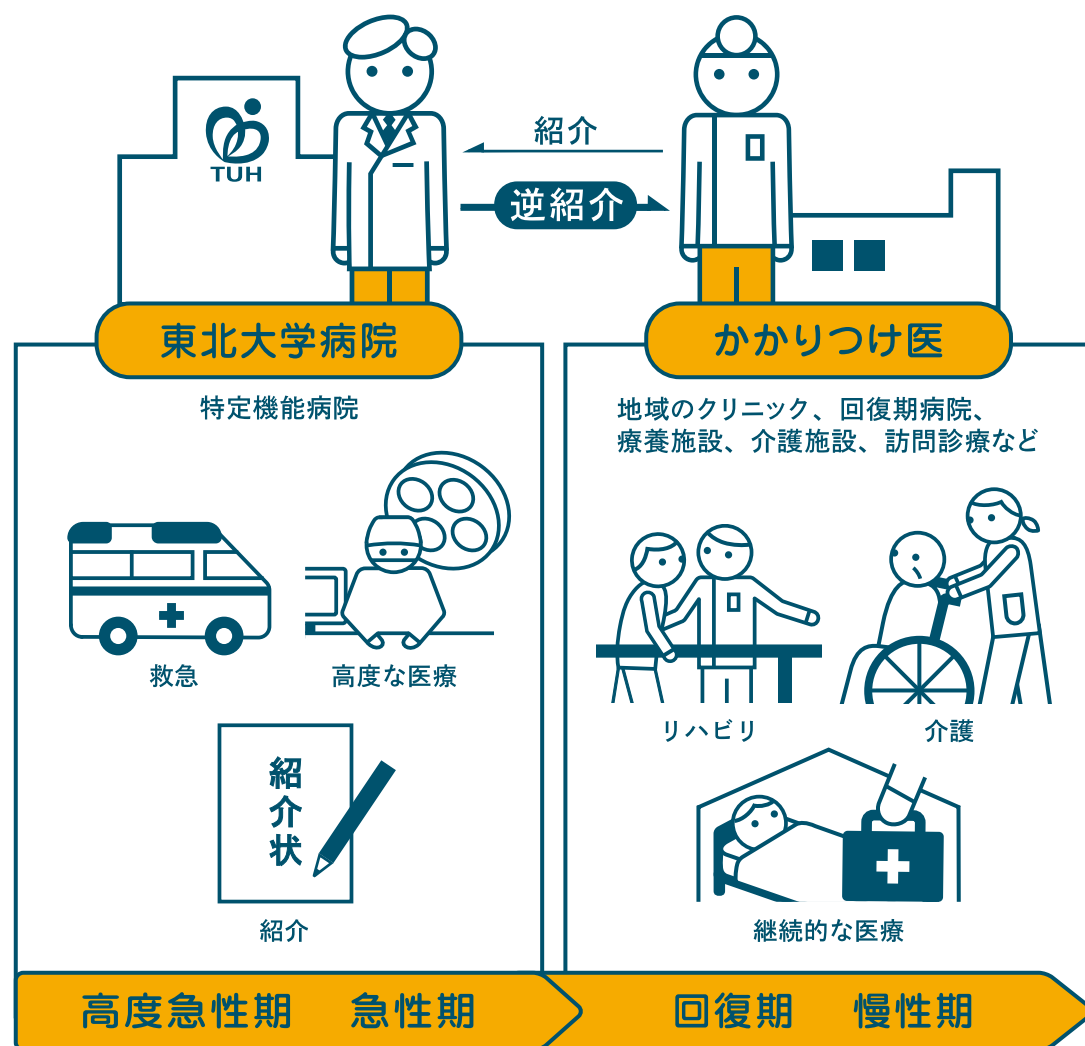 TUH
紹介
逆紹介
東北大学病院
特定機能病院
救急
高度な医療
紹介状
紹介
かかりつけ医
地域のクリニック、回復期病院、
療養施設、介護施設、訪問診療など
リハビリ
介護
継続的な医療
高度急性期 急性期
回復期 慢性期